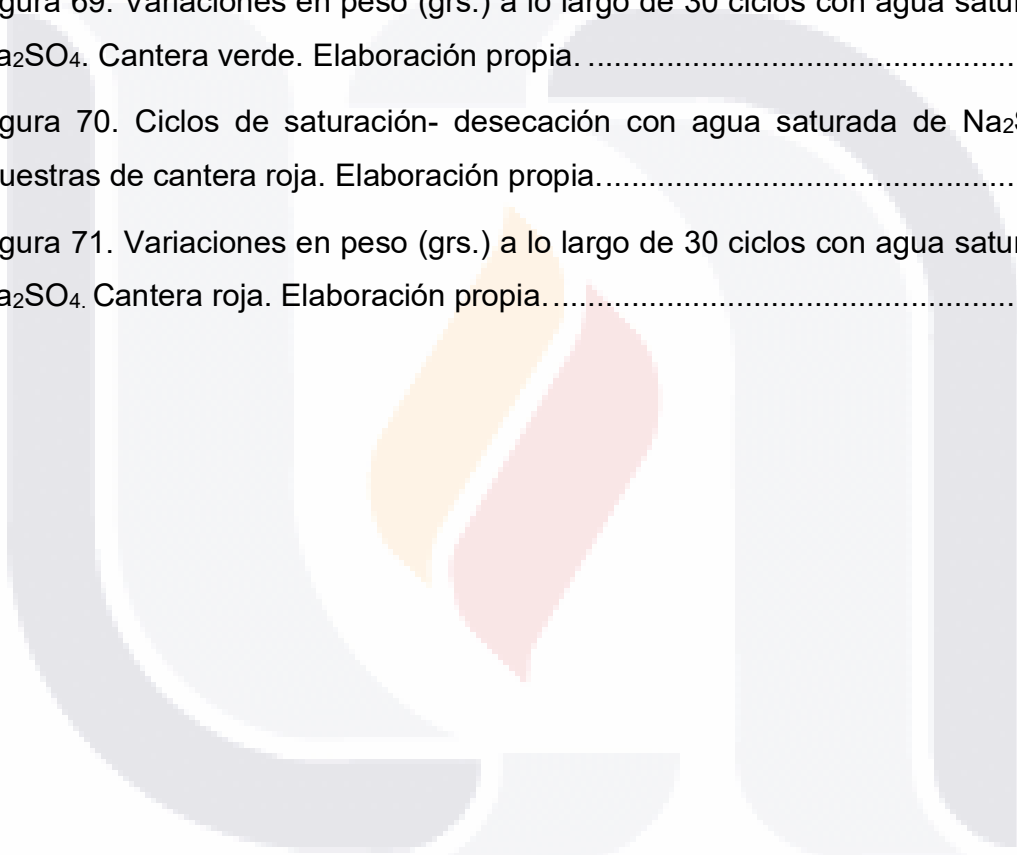 gura 69. Variaciones en peso (grs.) a lo largo de 30 ciclos con agua satur
a₂SO₄. Cantera verde. Elaboración propia. ..................................................
gura 70. Ciclos de saturación- desecación con agua saturada de Na₂S
uestras de cantera roja. Elaboración propia. ................................................
gura 71. Variaciones en peso (grs.) a lo largo de 30 ciclos con agua satur
a₂SO₄. Cantera roja. Elaboración propia. ......................................................